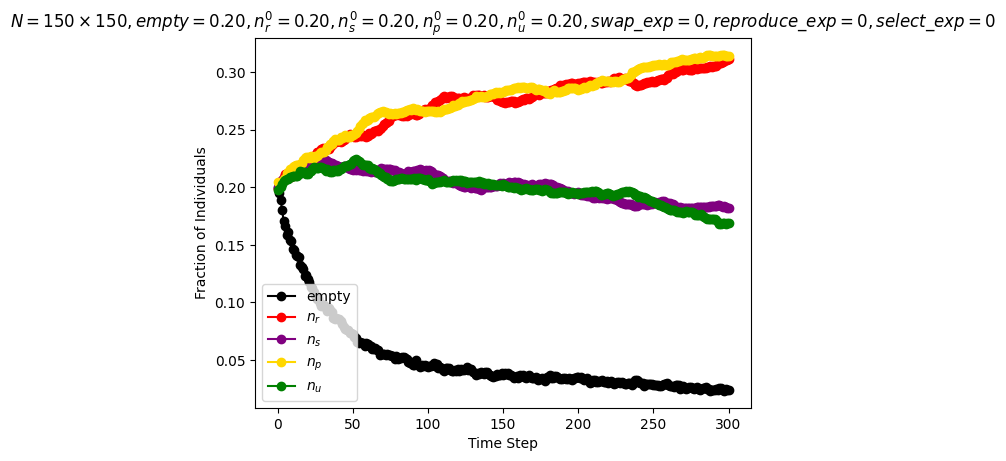 N = 150 × 150, empty = 0.20, n_r^0 = 0.20, n_s^0 = 0.20, n_p^0 = 0.20, n_u^0 = 0.20, swap_exp = 0, reproduce_exp = 0, select_exp = 0
0.30
0.25
0.20
0.15
0.10
0.05
Fraction of Individuals
empty
n_r
n_s
n_p
n_u
0 50 100 150 200 250 300
Time Step